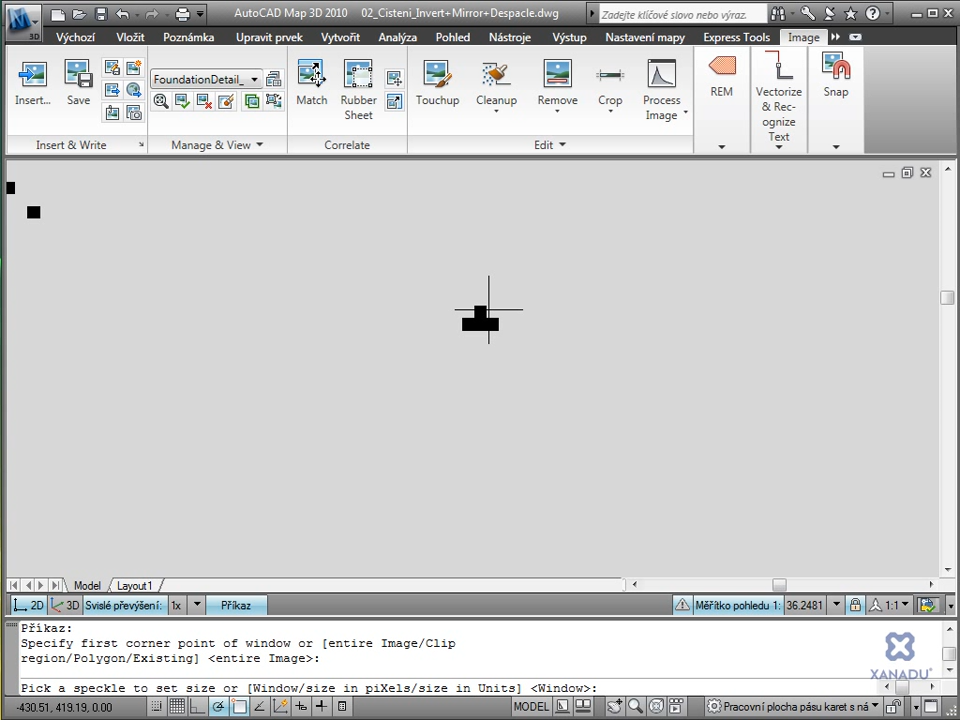 AutoCAD Map 3D 2010 02_Cisteni_Invert+Mirror+Despacle.dwg
Zadejte klíčové slovo nebo výraz.
3D
Výchozí Vložit Poznámka Upravit prvek Vytvořit Analýza Pohled Nástroje Výstup Nastavení mapy Express Tools Image
FoundationDetail_
Insert... Save Match Rubber Sheet Touchup Cleanup Remove Crop Process Image REM Vectorize & Rec- ognize Text Snap
Insert & Write Manage & View Correlate Edit
Model Layout1
2D 3D Svislé převýšení: 1x Příkaz Měřítko pohledu 1: 36.2481 1:1
Příkaz:
Specify first corner point of window or [entire Image/Clip
region/Polygon/Existing] <entire Image>:
Pick a speckle to set size or [Window/size in piXels/size in Units] <Window>:
XANADU
-430.51, 419.19, 0.00 MODEL Pracovní plocha pásu karet s ná